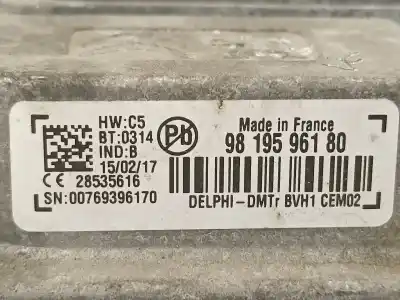 HW:C5
BT:0314
IND:B
15/02/17
28535616
SN:00769396170
Pb
Made in France
98 195 961 80
DELPHI-DMTr BVH1 CEM02